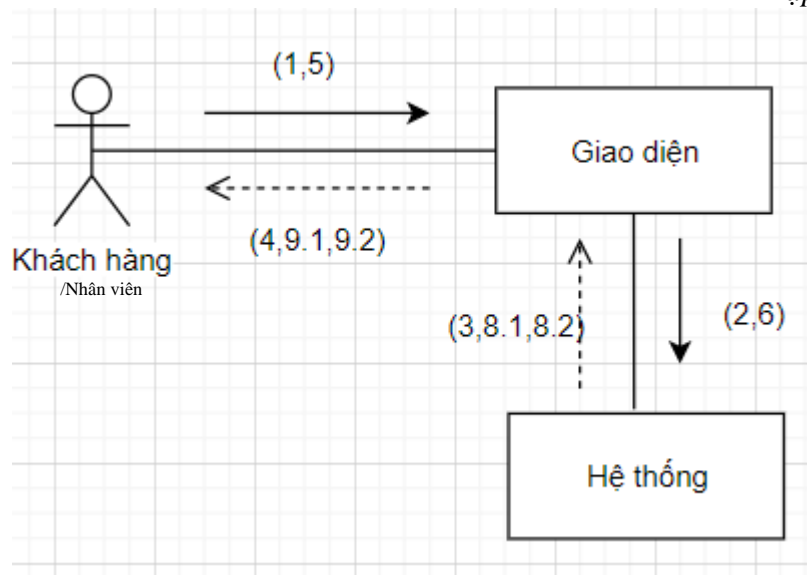 (1,5)
Giao diện
(4,9.1,9.2)
Khách hàng
/Nhân viên
(3,8.1,8.2)
(2,6)
Hệ thống